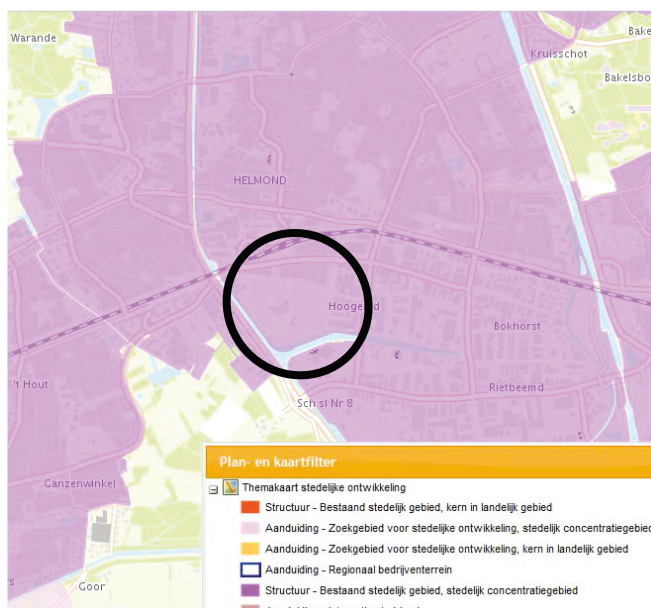 Warande
Bake
Kruisschot
Bakelsbo
HELMOND
Hooge d
Bokhorst
't Hout
Rietbeemd
Sch sl Nr 8
Ganzenwinkel
Goor
Plan- en kaartfilter
Themakaart stedelijke ontwikkeling
Structuur - Bestaand stedelijk gebied, kern in landelijk gebied
Aanduiding - Zoekgebied voor stedelijke ontwikkeling, stedelijk concentratiegebied
Aanduiding - Zoekgebied voor stedelijke ontwikkeling, kern in landelijk gebied
Aanduiding - Regionaal bedrijventerrein
Structuur - Bestaand stedelijk gebied, stedelijk concentratiegebied